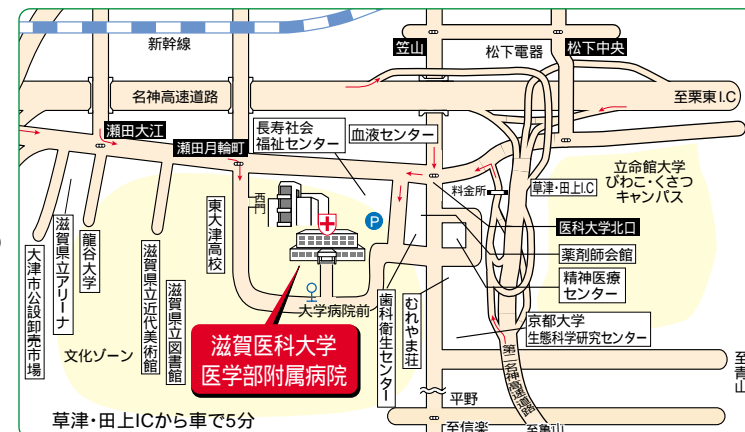 新幹線
笠山
松下電器
松下中央
名神高速道路
至栗東I.C
瀬田大江
瀬田月輪町
長寿社会
福祉センター
血液センター
立命館大学
びわこ・くさつ
キャンパス
料金所
草津・田上I.C
西門
P
東大津高校
医科大学北口
薬剤師会館
精神医療
センター
滋賀県立アリーナ
龍谷大学
大津市公設卸売市場
滋賀県立近代美術館
滋賀県立図書館
文化ゾーン
大学病院前
滋賀医科大学
医学部附属病院
歯科衛生センター
むれやま荘
京都大学
生態科学研究センター
第二名神高速道路
至青山
平野
至信楽
至亀山
草津・田上ICから車で5分